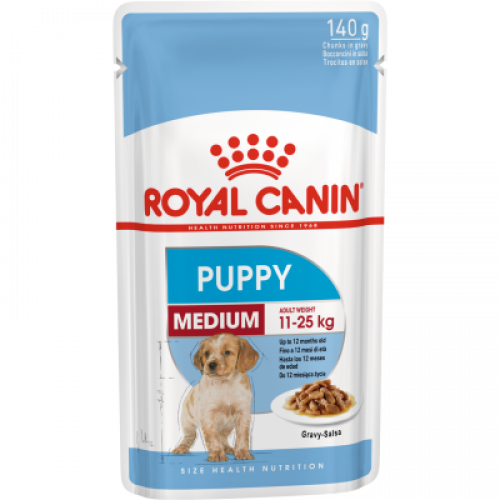 140g
Chunks in gravy
Bocconcini in salsa
Trocitos en salsa
ROYAL CANIN
HEALTH NUTRITION SINCE 1968
PUPPY
MEDIUM
ADULT WEIGHT
11-25 kg
Up to 12 months old
Fino a 12 mesi di età
Hasta los 12 meses
de edad
Do 12 miesiąca życia
Gravy-Salsa
SIZE HEALTH NUTRITION